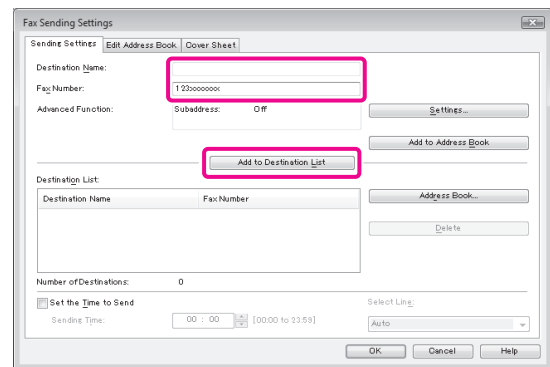 Fax Sending Settings
Sending Settings Edit Address Book Cover Sheet
Destination Name:
Fax Number: 123xxxxxxx
Advanced Function: Subaddress: Off Settings...
Add to Address Book
Add to Destination List
Destination List:
Destination Name Fax Number Address Book...
Delete
Number of Destinations: 0
Set the Time to Send Select Line:
Sending Time: 00 : 00 [00:00 to 23:59] Auto
OK Cancel Help